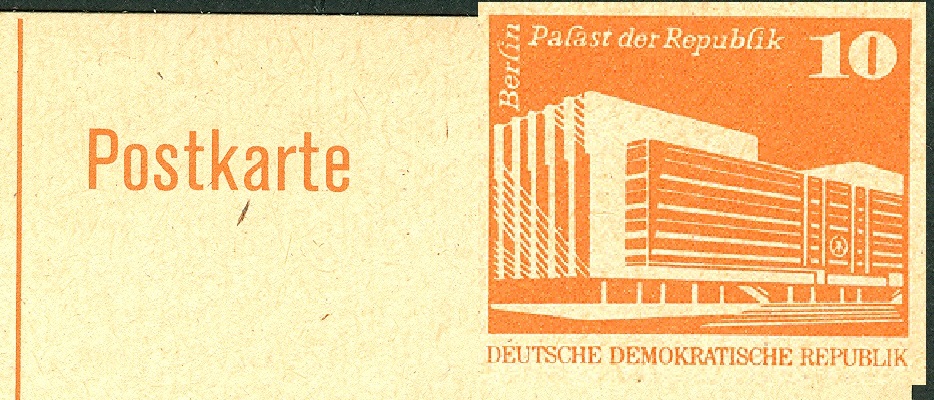 Postkarte
Berlin
Palast der Republik
10
DEUTSCHE DEMOKRATISCHE REPUBLIK